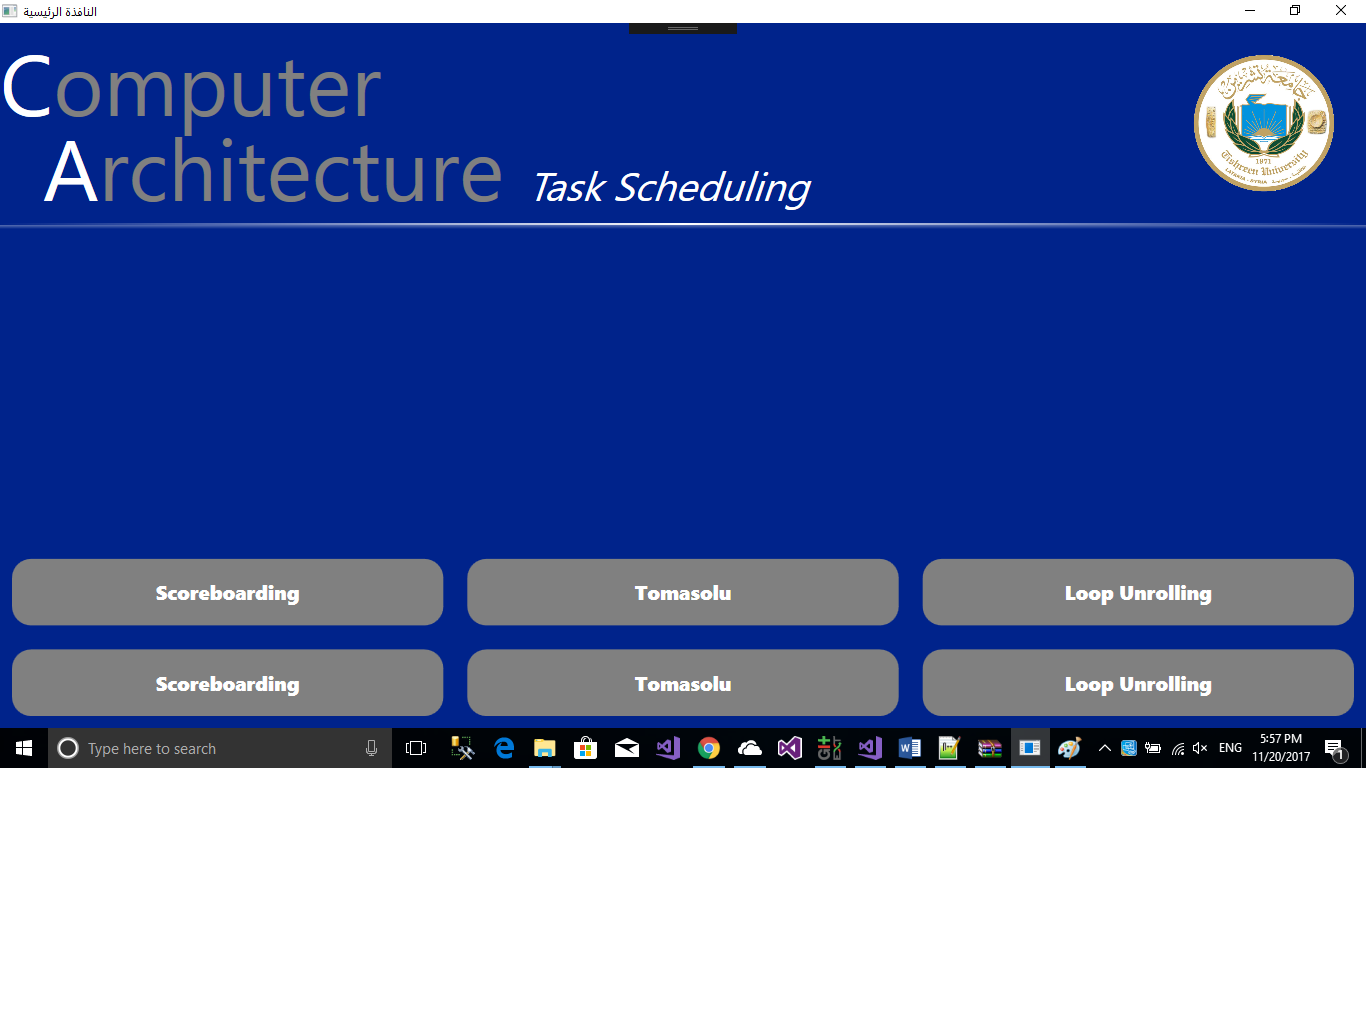 النافذة الرئيسية
Computer
Architecture Task Scheduling
جامعة تشرين
1971
Tishreen University
LATAKIA - SYRIA
Scoreboarding Tomasolu Loop Unrolling
Scoreboarding Tomasolu Loop Unrolling
Type here to search
ENG
5:57 PM
11/20/2017
1